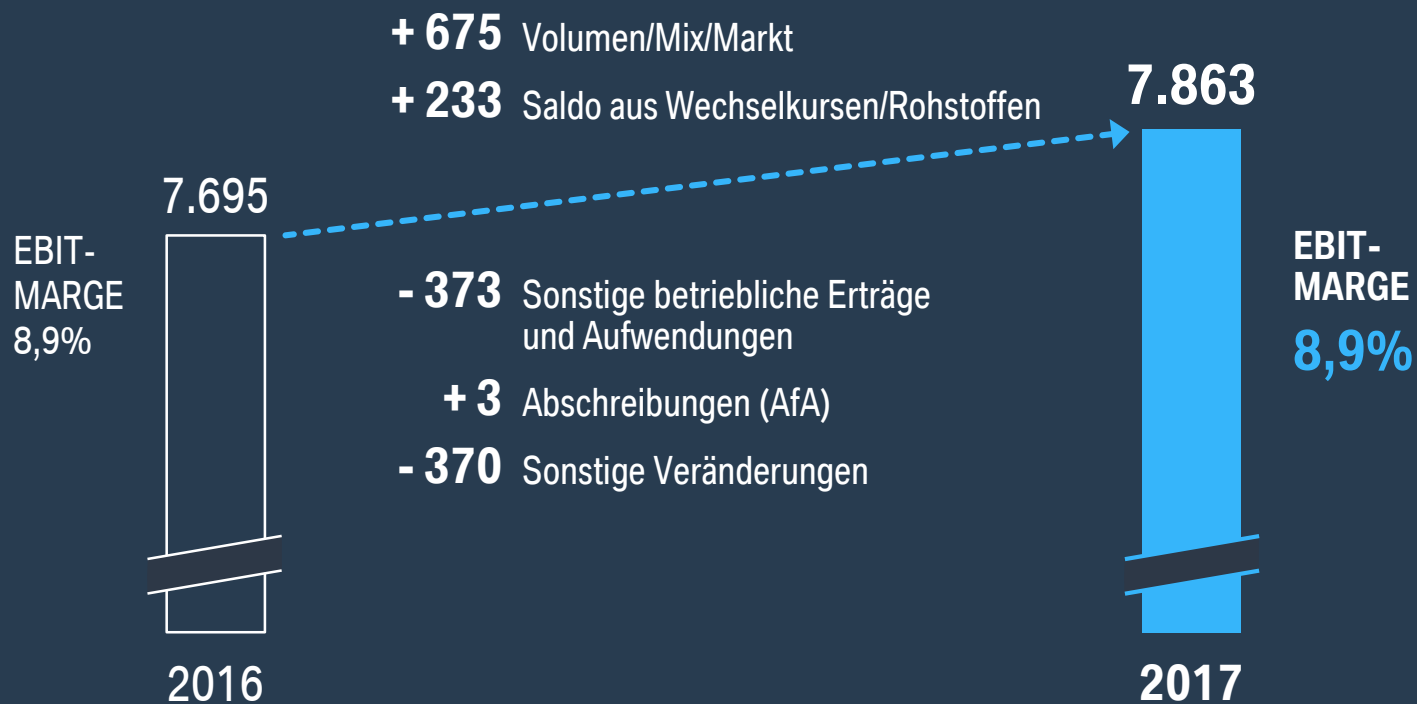 + 675 Volumen/Mix/Markt
+ 233 Saldo aus Wechselkursen/Rohstoffen
7.863
7.695
EBIT-
MARGE
8,9%
EBIT-
MARGE
8,9%
- 373 Sonstige betriebliche Erträge
und Aufwendungen
+ 3 Abschreibungen (AfA)
- 370 Sonstige Veränderungen
2016
2017